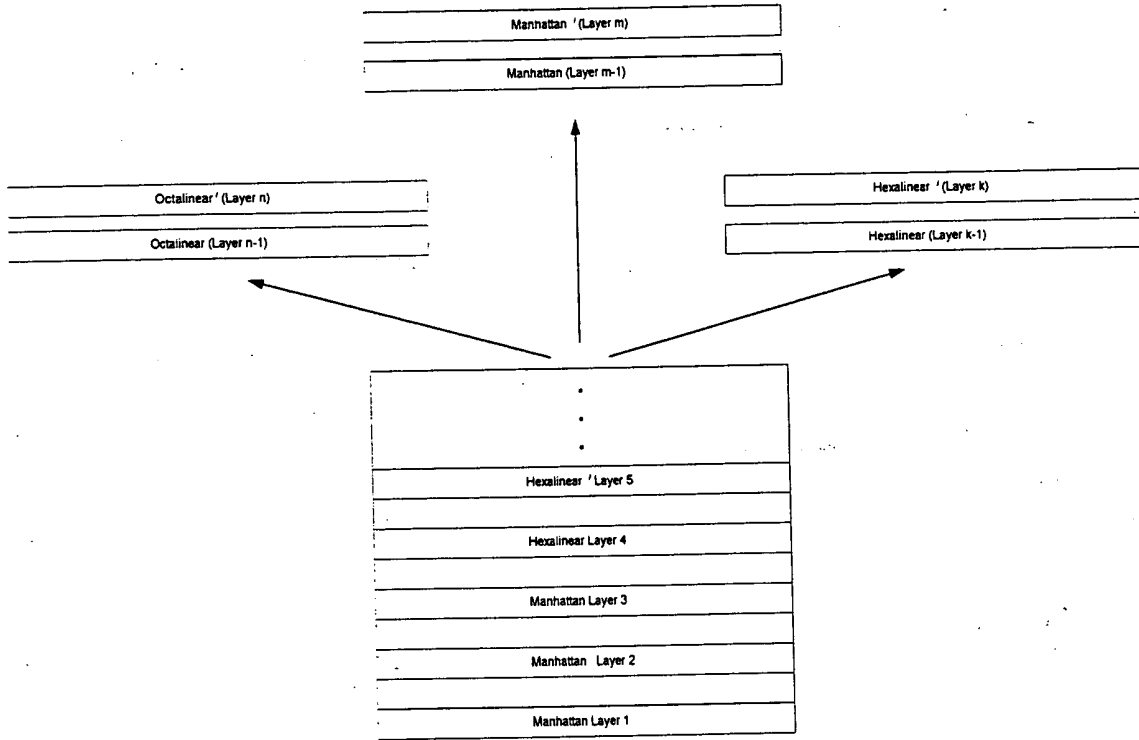 Manhattan ′ (Layer m)
Manhattan (Layer m-1)
Octalinear ′ (Layer n)
Octalinear (Layer n-1)
Hexalinear ′ (Layer k)
Hexalinear (Layer k-1)
Hexalinear ′ Layer 5
Hexalinear Layer 4
Manhattan Layer 3
Manhattan Layer 2
Manhattan Layer 1